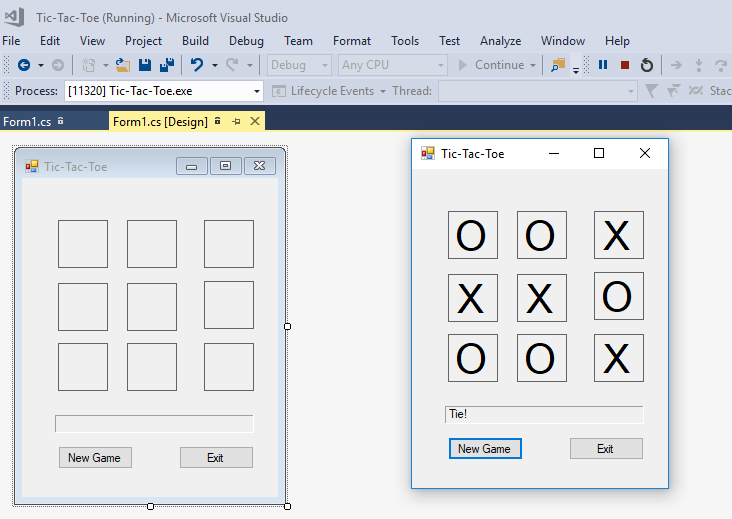 Tic-Tac-Toe (Running) - Microsoft Visual Studio
File Edit View Project Build Debug Team Format Tools Test Analyze Window Help
Debug Any CPU Continue
Process: [11320] Tic-Tac-Toe.exe Lifecycle Events Thread: Stac
Form1.cs Form1.cs [Design]
Tic-Tac-Toe
New Game Exit
Tic-Tac-Toe
O O X
X X O
O O X
Tie!
New Game Exit